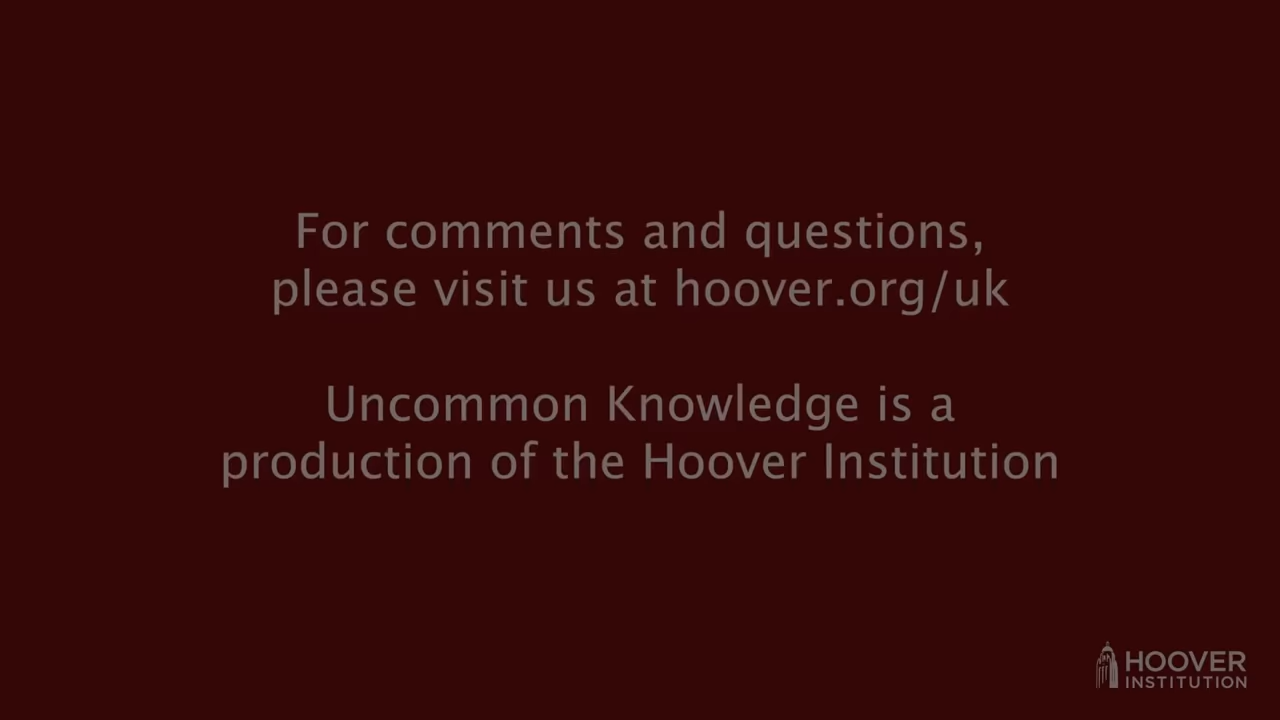 For comments and questions,
please visit us at hoover.org/uk
Uncommon Knowledge is a
production of the Hoover Institution
HOOVER
INSTITUTION